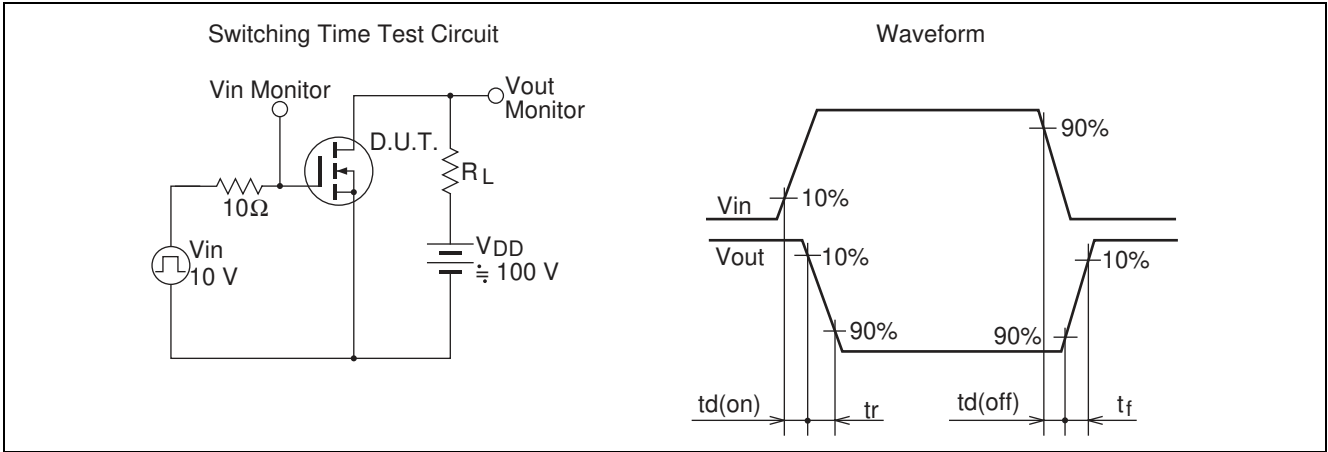 Switching Time Test Circuit
Vin Monitor
Vout
Monitor
D.U.T.
RL
10Ω
Vin
10 V
VDD
≒ 100 V
Waveform
90%
Vin
10%
Vout
10%
10%
90%
90%
td(on)
tr
td(off)
tf